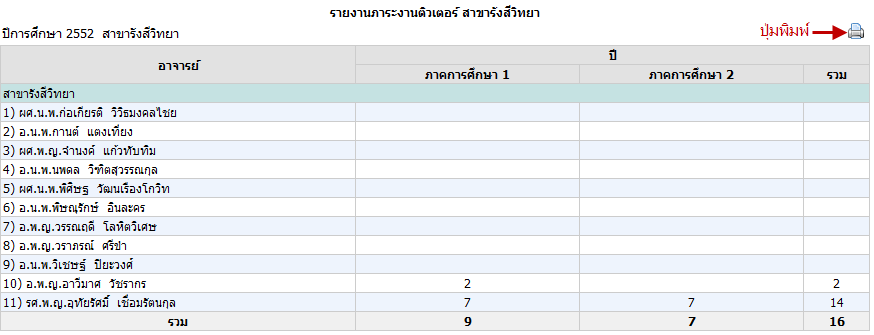 รายงานภาระงานติวเตอร์ สาขารังสีวิทยา
ปีการศึกษา 2552 สาขารังสีวิทยา ปุ่มพิมพ์
อาจารย์ ปี
ภาคการศึกษา 1 ภาคการศึกษา 2 รวม
สาขารังสีวิทยา
1) ผศ.น.พ.ก่อเกียรติ วีวิธมงคลไชย
2) อ.น.พ.กานต์ แตงเที่ยง
3) ผศ.พ.ญ.จำนงค์ แก้วทับทิม
4) อ.น.พ.นพดล วิฑิตสุวรรณกุล
5) ผศ.น.พ.พิศิษฐ วัฒนเรืองโกวิท
6) อ.น.พ.พิษณุรักษ์ อินละคร
7) อ.พ.ญ.วรรณฤดี โลหิตวิเศษ
8) อ.พ.ญ.วราภรณ์ ศรีขำ
9) อ.น.พ.วิเชษฐ์ ปิยะวงศ์
10) อ.พ.ญ.อาวีมาศ วัชรากร 2 2
11) รศ.พ.ญ.อุทัยรัศมิ์ เชื้อมรัตนกุล 7 7 14
รวม 9 7 16